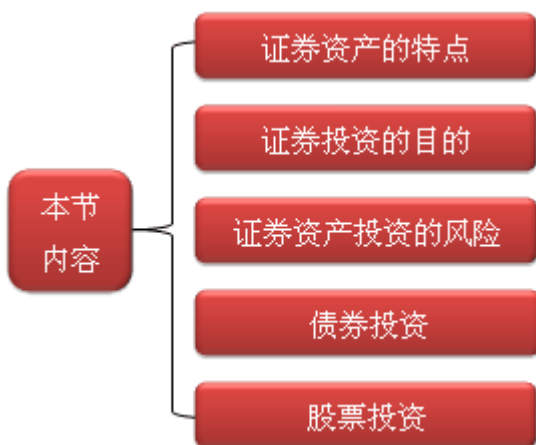 本节
内容
证券资产的特点
证券投资的目的
证券资产投资的风险
债券投资
股票投资